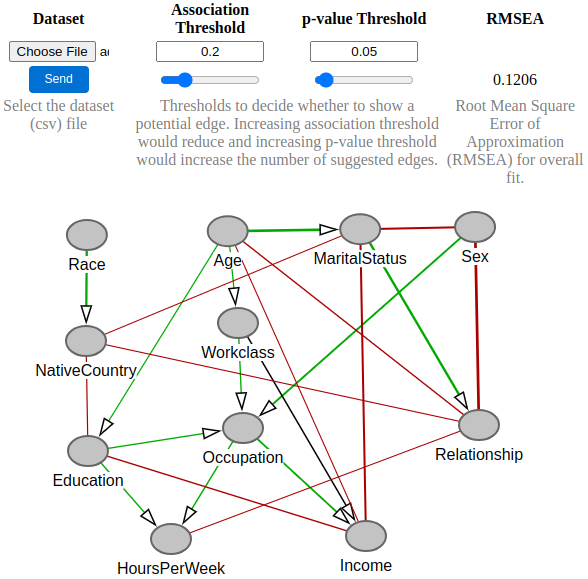 Dataset
Association
Threshold
p-value Threshold
RMSEA
Choose File
0.2
0.05
Send
0.1206
Select the dataset
(csv) file
Thresholds to decide whether to show a
potential edge. Increasing association threshold
would reduce and increasing p-value threshold
would increase the number of suggested edges.
Root Mean Square
Error of
Approximation
(RMSEA) for overall
fit.
Race
Age
MaritalStatus
Sex
NativeCountry
Workclass
Education
Occupation
Relationship
HoursPerWeek
Income